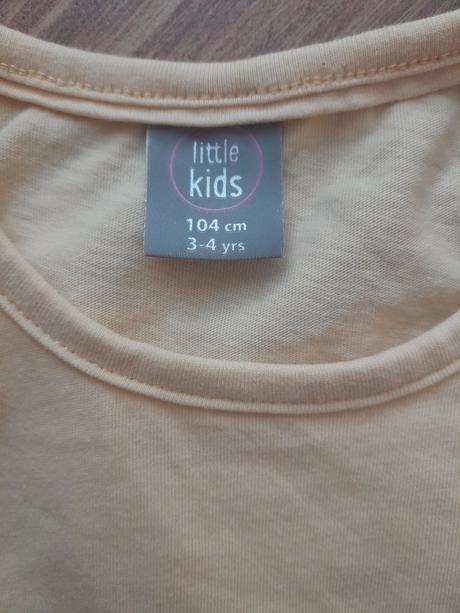 little
kids
104 cm
3-4 yrs